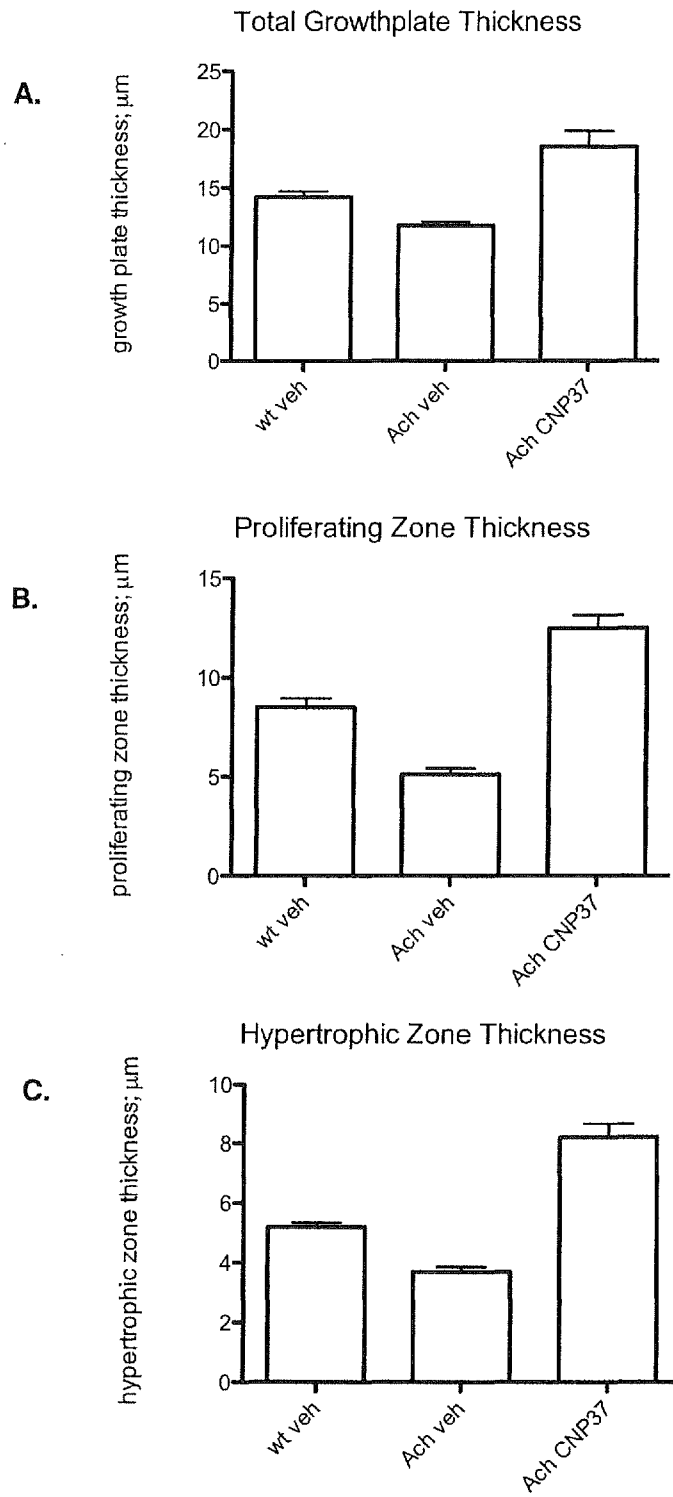 Total Growthplate Thickness
A.
growth plate thickness; μm
25
20
15
10
5
0
wt veh
Ach veh
Ach CNP37
Proliferating Zone Thickness
B.
proliferating zone thickness; μm
15
10
5
0
wt veh
Ach veh
Ach CNP37
Hypertrophic Zone Thickness
C.
hypertrophic zone thickness; μm
10
8
6
4
2
0
wt veh
Ach veh
Ach CNP37